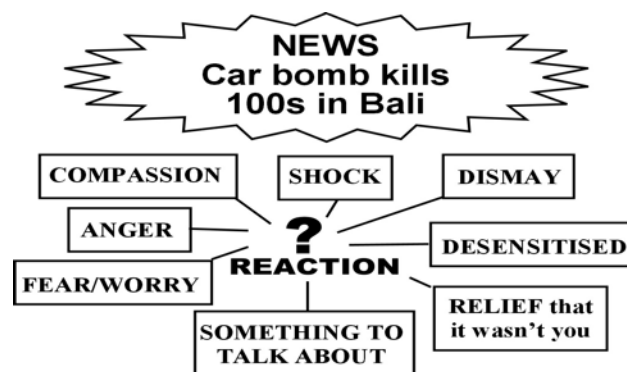 NEWS
Car bomb kills
100s in Bali
COMPASSION
SHOCK
DISMAY
ANGER
?
DESENSITISED
REACTION
FEAR/WORRY
RELIEF that
it wasn't you
SOMETHING TO
TALK ABOUT